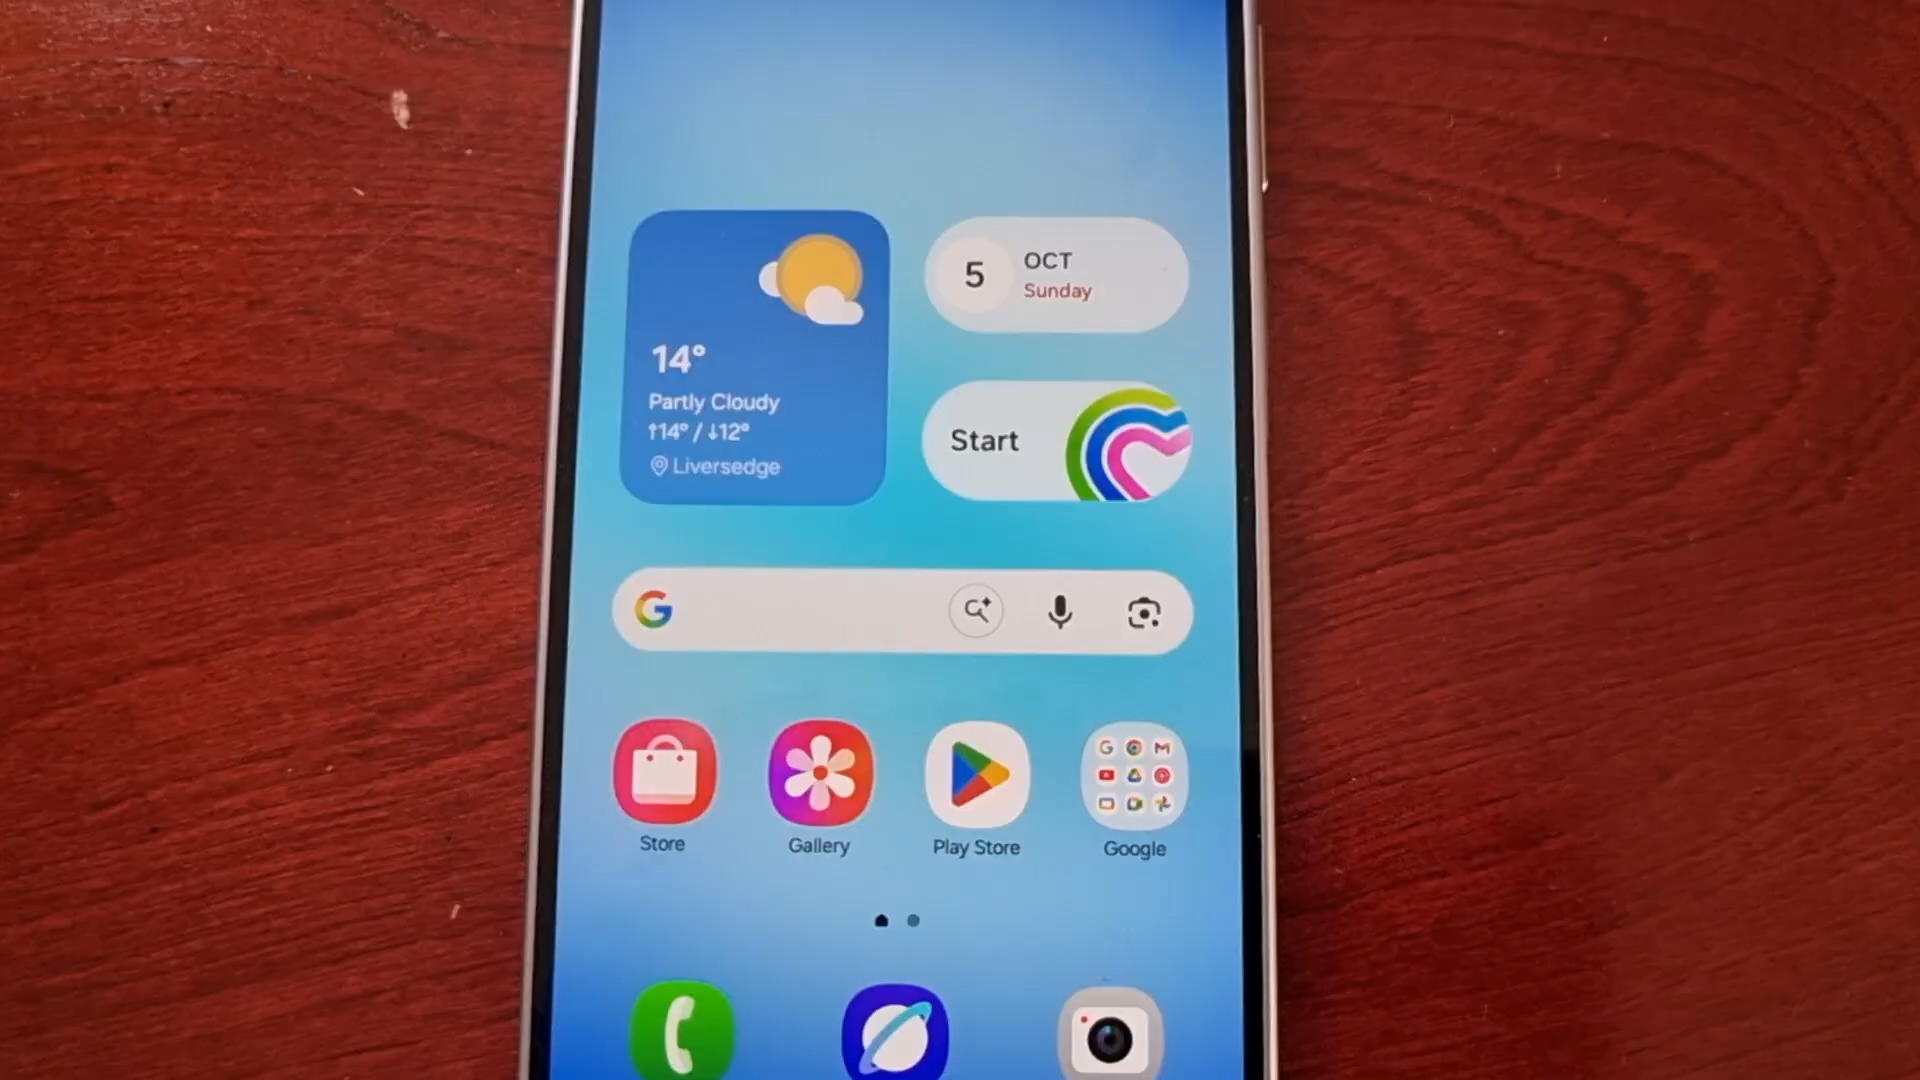 14°
Partly Cloudy
↑14° / ↓12°
Liversedge
5
OCT
Sunday
Start
Store
Gallery
Play Store
Google